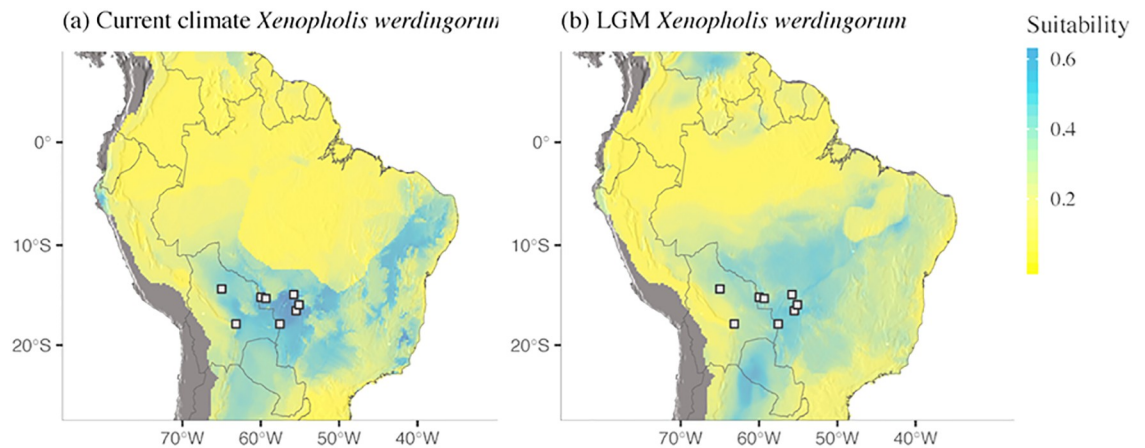 (a) Current climate Xenopholis werdingorum
(b) LGM Xenopholis werdingorum
Suitability
0.6
0.4
0.2
0°
10°S
20°S
70°W 60°W 50°W 40°W
0°
10°S
20°S
70°W 60°W 50°W 40°W